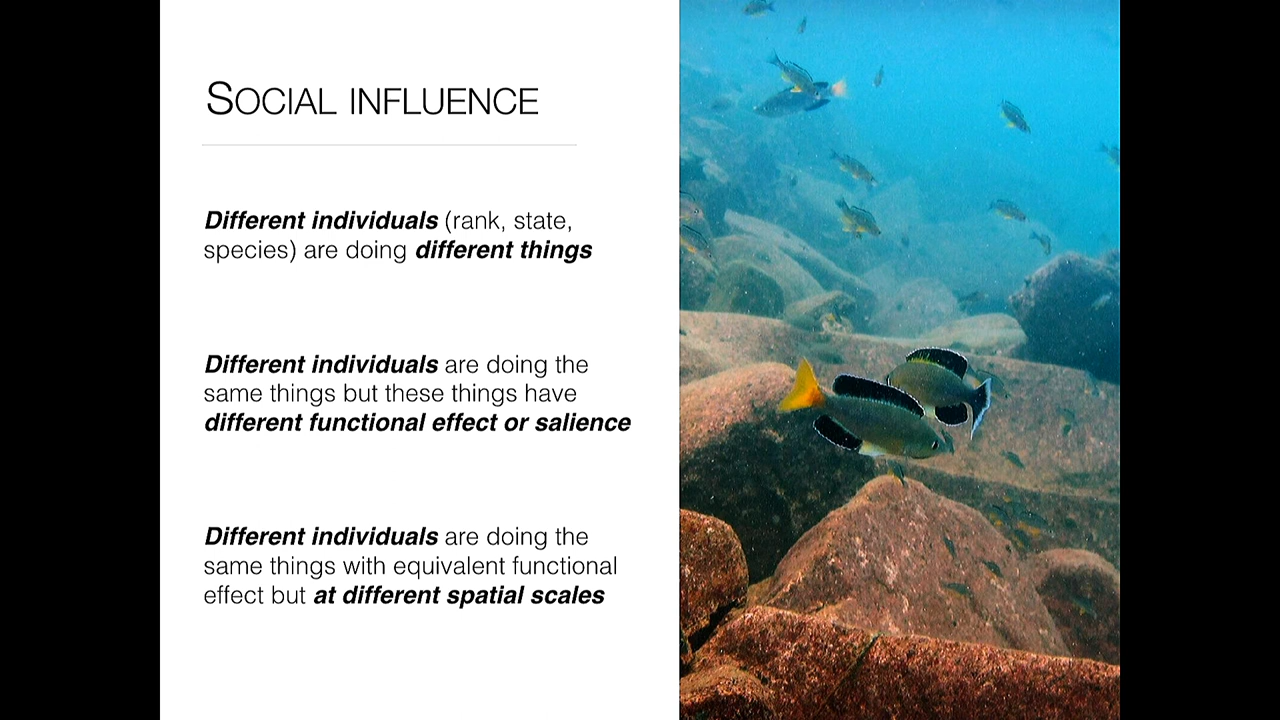 SOCIAL INFLUENCE
Different individuals (rank, state,
species) are doing different things
Different individuals are doing the
same things but these things have
different functional effect or salience
Different individuals are doing the
same things with equivalent functional
effect but at different spatial scales